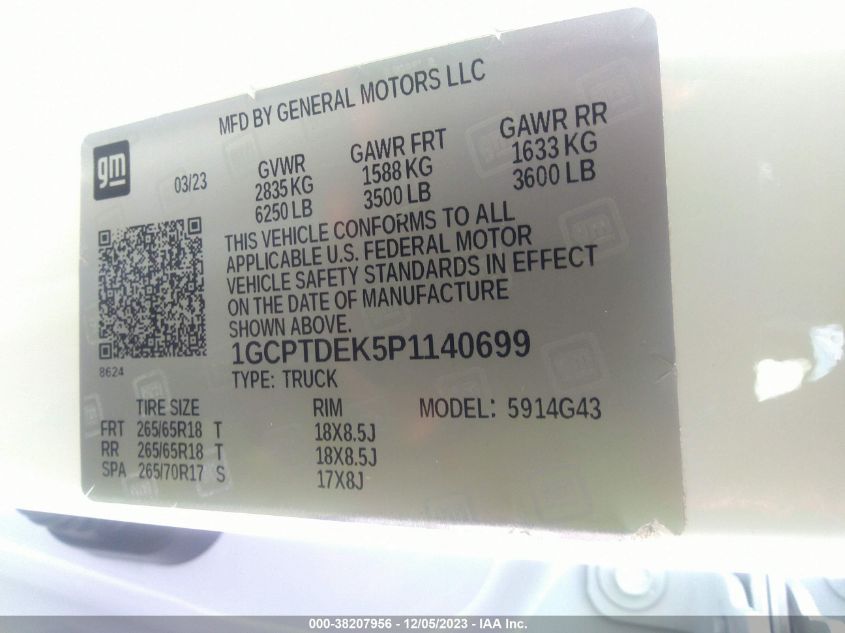 MFD BY GENERAL MOTORS LLC
gm
03/23
GVWR GAWR FRT GAWR RR
2835 KG 1588 KG 1633 KG
6250 LB 3500 LB 3600 LB
THIS VEHICLE CONFORMS TO ALL
APPLICABLE U.S. FEDERAL MOTOR
VEHICLE SAFETY STANDARDS IN EFFECT
ON THE DATE OF MANUFACTURE
SHOWN ABOVE.
1GCPTDEK5P1140699
8624
TYPE: TRUCK
TIRE SIZE RIM MODEL: 5914G43
FRT 265/65R18 T 18X8.5J
RR 265/65R18 T 18X8.5J
SPA 265/70R17 S 17X8J
000-38207956 - 12/05/2023 - IAA Inc.